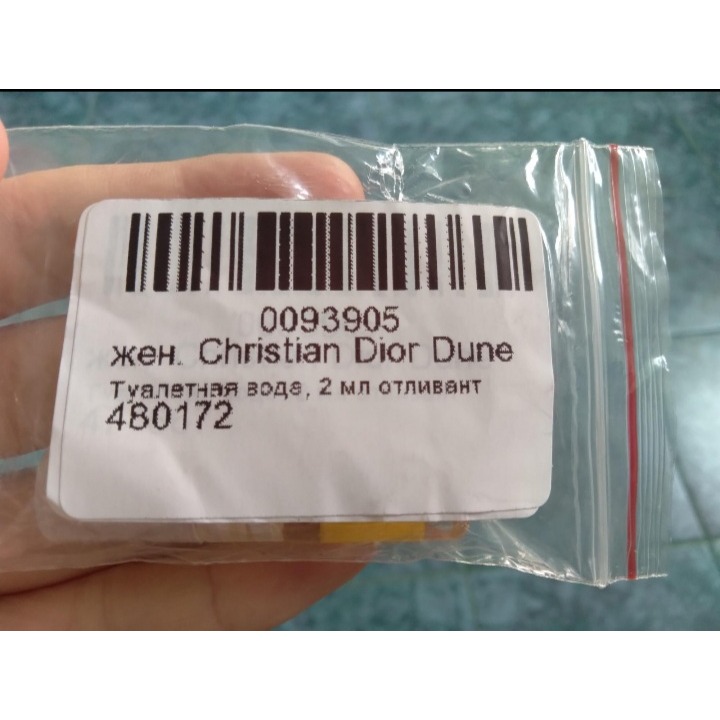 0093905
жен. Christian Dior Dune
Туалетная вода, 2 мл отливант
480172